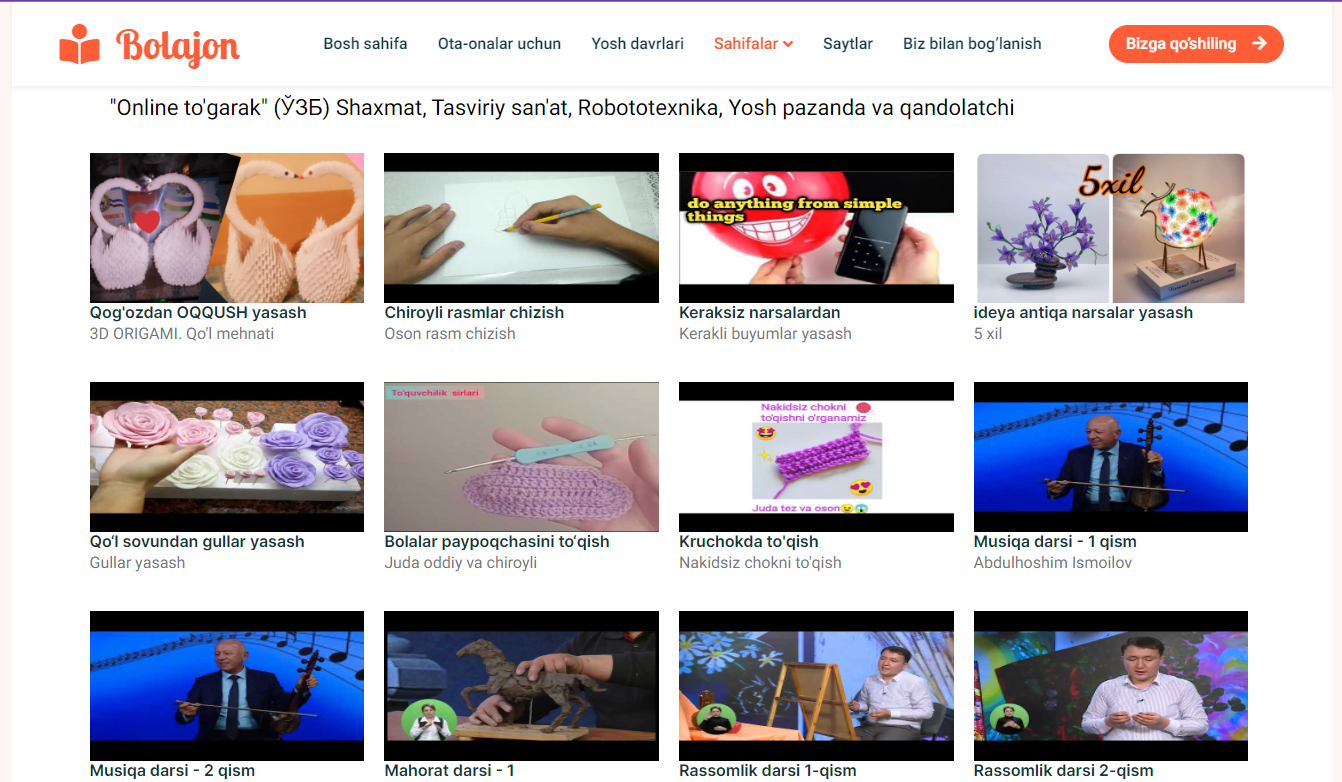 Bolajon
Bosh sahifa
Ota-onalar uchun
Yosh davrlari
Sahifalar
Saytlar
Biz bilan bog’lanish
Bizga qo’shiling
"Online to'garak" (ЎЗБ) Shaxmat, Tasviriy san'at, Robototexnika, Yosh pazanda va qandolatchi
do anything from simple
things
5xil
Qog'ozdan OQQUSH yasash
3D ORIGAMI. Qo'l mehnati
Chiroyli rasmlar chizish
Oson rasm chizish
Keraksiz narsalardan
Kerakli buyumlar yasash
ideya antiqa narsalar yasash
5 xil
To'quvchilik sirlari
Nakidsiz chokni
to'qishni o'rganamiz
Juda tez va oson
Qo‘l sovundan gullar yasash
Gullar yasash
Bolalar paypoqchasini to‘qish
Juda oddiy va chiroyli
Kruchokda to'qish
Nakidsiz chokni to'qish
Musiqa darsi - 1 qism
Abdulhoshim Ismoilov
Musiqa darsi - 2 qism
Mahorat darsi - 1
Rassomlik darsi 1-qism
Rassomlik darsi 2-qism